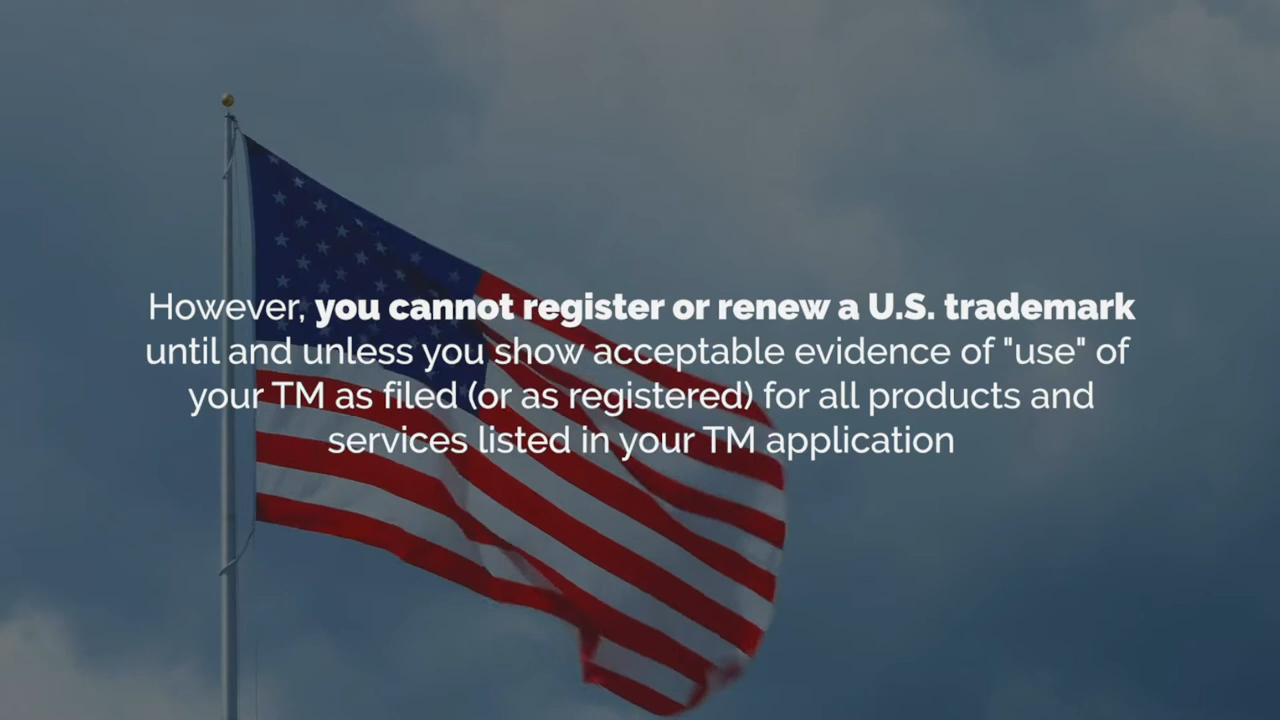 However, you cannot register or renew a U.S. trademark
until and unless you show acceptable evidence of "use" of
your TM as filed (or as registered) for all products and
services listed in your TM application